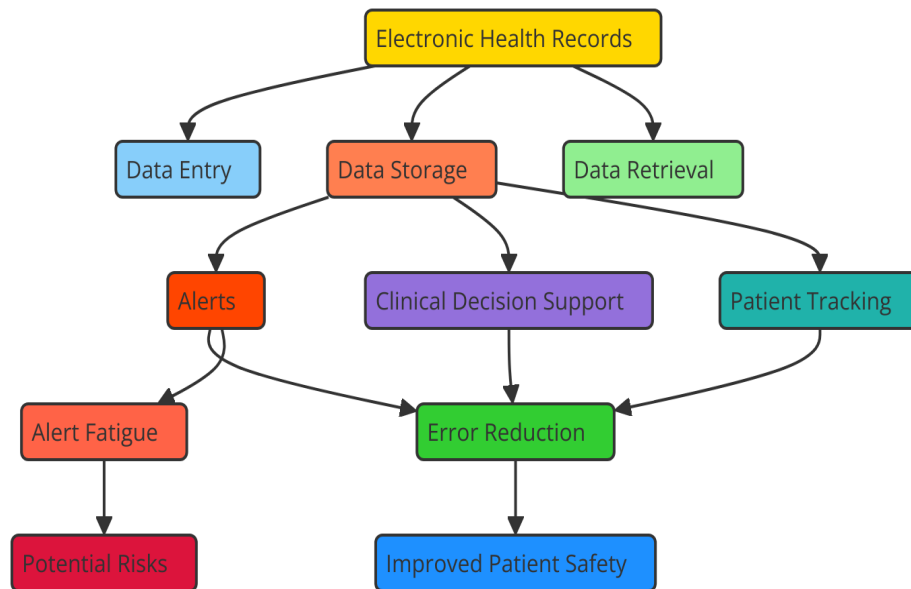 Electronic Health Records
Data Entry
Data Storage
Data Retrieval
Alerts
Clinical Decision Support
Patient Tracking
Alert Fatigue
Error Reduction
Potential Risks
Improved Patient Safety